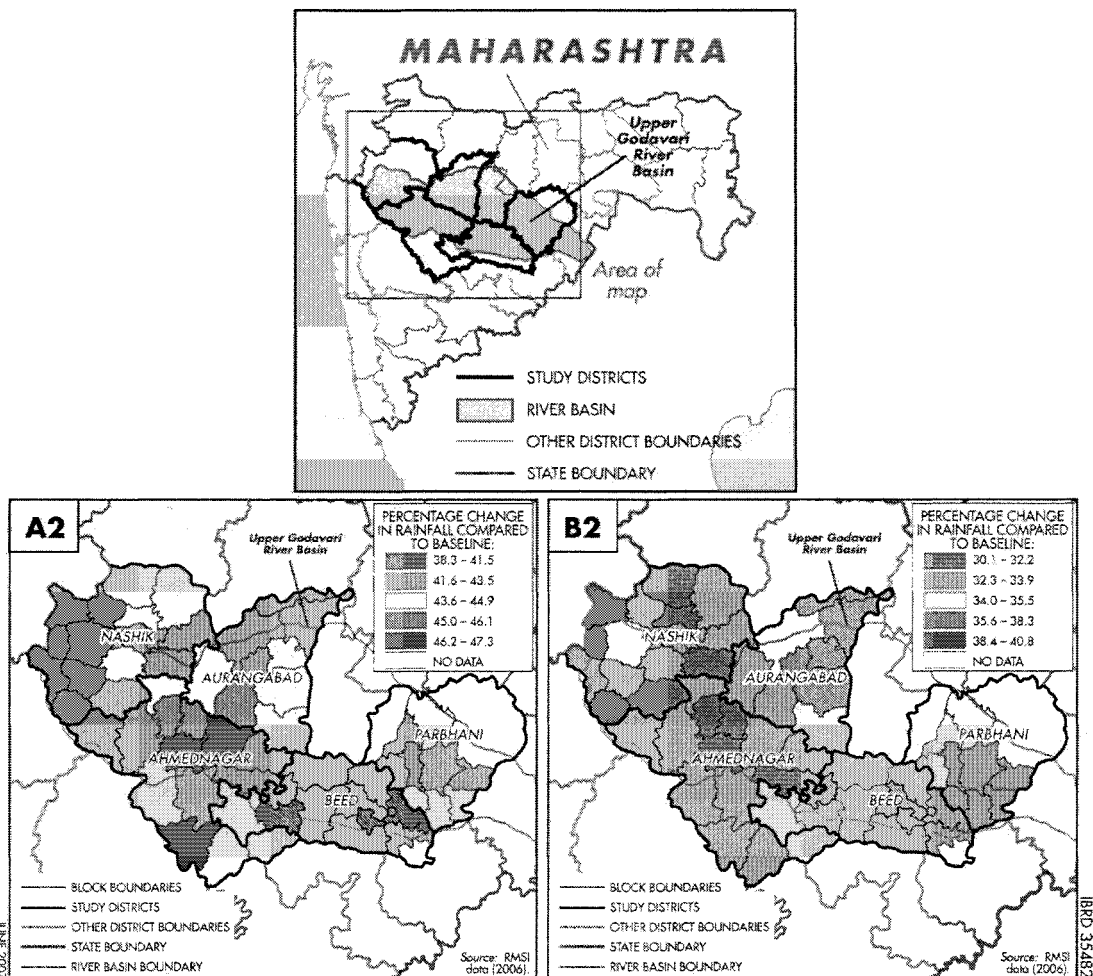 MAHARASHTRA
Upper
Godavari
River
Basin
Area of
map
STUDY DISTRICTS
RIVER BASIN
OTHER DISTRICT BOUNDARIES
STATE BOUNDARY
A2
Upper Godavari
River Basin
PERCENTAGE CHANGE
IN RAINFALL COMPARED
TO BASELINE:
38.3 – 41.5
41.6 – 43.5
43.6 – 44.9
45.0 – 46.1
46.2 – 47.3
NO DATA
NASHIK
AURANGABAD
PARBHANI
AHMEDNAGAR
BEED
BLOCK BOUNDARIES
STUDY DISTRICTS
OTHER DISTRICT BOUNDARIES
STATE BOUNDARY
RIVER BASIN BOUNDARY
Source: RMSI
data (2006).
B2
Upper Godavari
River Basin
PERCENTAGE CHANGE
IN RAINFALL COMPARED
TO BASELINE:
30.1 – 32.2
32.3 – 33.9
34.0 – 35.5
35.6 – 38.3
38.4 – 40.8
NO DATA
NASHIK
AURANGABAD
PARBHANI
AHMEDNAGAR
BEED
BLOCK BOUNDARIES
STUDY DISTRICTS
OTHER DISTRICT BOUNDARIES
STATE BOUNDARY
RIVER BASIN BOUNDARY
Source: RMSI
data (2006).
IBRD 35482